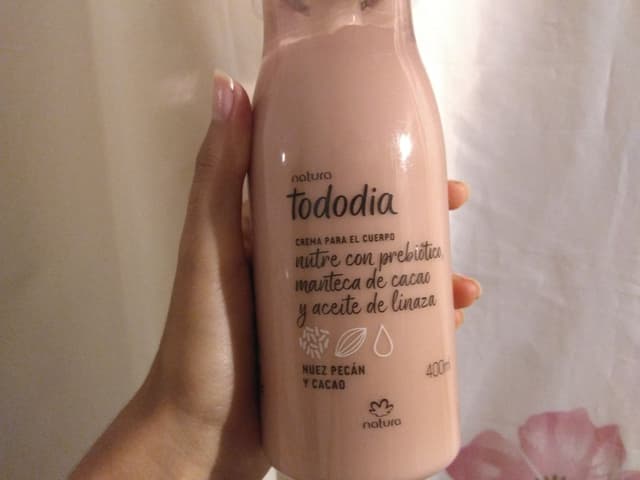 natura
tododia
CREMA PARA EL CUERPO
nutre con prebiótico,
manteca de cacao
y aceite de linaza
NUEZ PECÁN
Y CACAO
400ml
natura